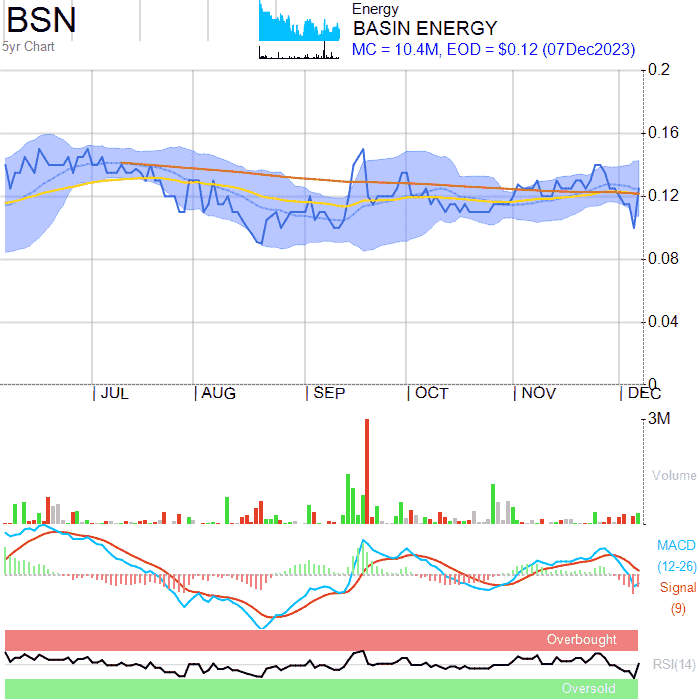 BSN
5yr Chart
Energy
BASIN ENERGY
MC = 10.4M, EOD = $0.12 (07Dec2023)
0.2
0.16
0.12
0.08
0.04
0
JUL AUG SEP OCT NOV DEC
3M
Volume
MACD
(12-26)
Signal
(9)
Overbought
RSI(14)
Oversold